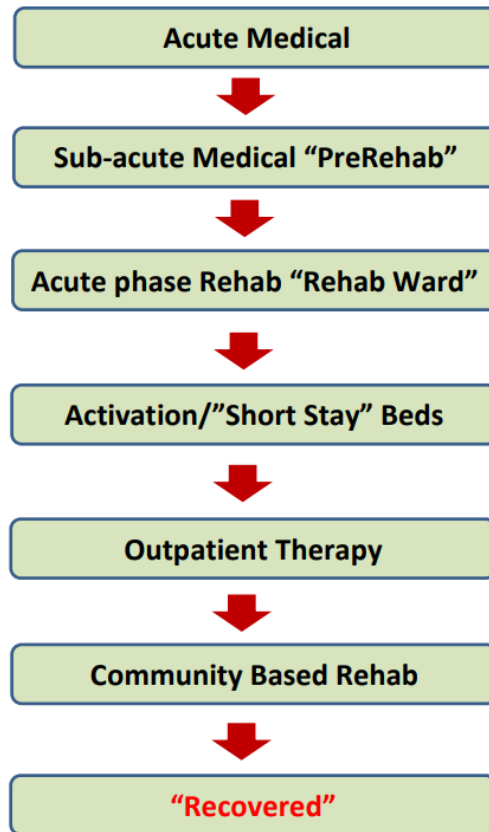 Acute Medical
Sub-acute Medical “PreRehab”
Acute phase Rehab “Rehab Ward”
Activation/”Short Stay” Beds
Outpatient Therapy
Community Based Rehab
“Recovered”